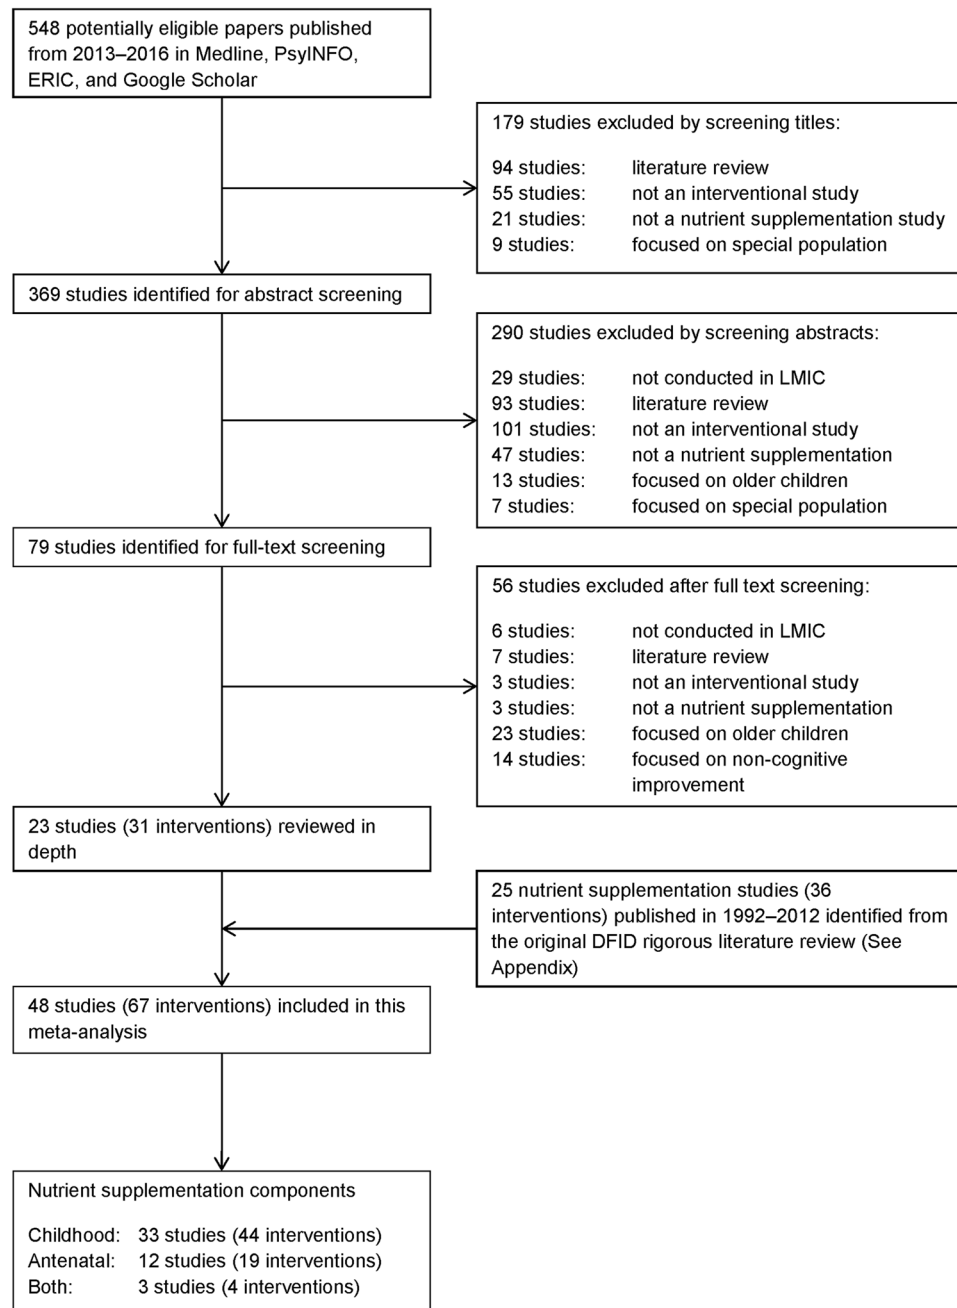 548 potentially eligible papers published
from 2013–2016 in Medline, PsyINFO,
ERIC, and Google Scholar
179 studies excluded by screening titles:
94 studies: literature review
55 studies: not an interventional study
21 studies: not a nutrient supplementation study
9 studies: focused on special population
369 studies identified for abstract screening
290 studies excluded by screening abstracts:
29 studies: not conducted in LMIC
93 studies: literature review
101 studies: not an interventional study
47 studies: not a nutrient supplementation
13 studies: focused on older children
7 studies: focused on special population
79 studies identified for full-text screening
56 studies excluded after full text screening:
6 studies: not conducted in LMIC
7 studies: literature review
3 studies: not an interventional study
3 studies: not a nutrient supplementation
23 studies: focused on older children
14 studies: focused on non-cognitive
improvement
23 studies (31 interventions) reviewed in
depth
25 nutrient supplementation studies (36
interventions) published in 1992–2012 identified from
the original DFID rigorous literature review (See
Appendix)
48 studies (67 interventions) included in this
meta-analysis
Nutrient supplementation components
Childhood: 33 studies (44 interventions)
Antenatal: 12 studies (19 interventions)
Both: 3 studies (4 interventions)